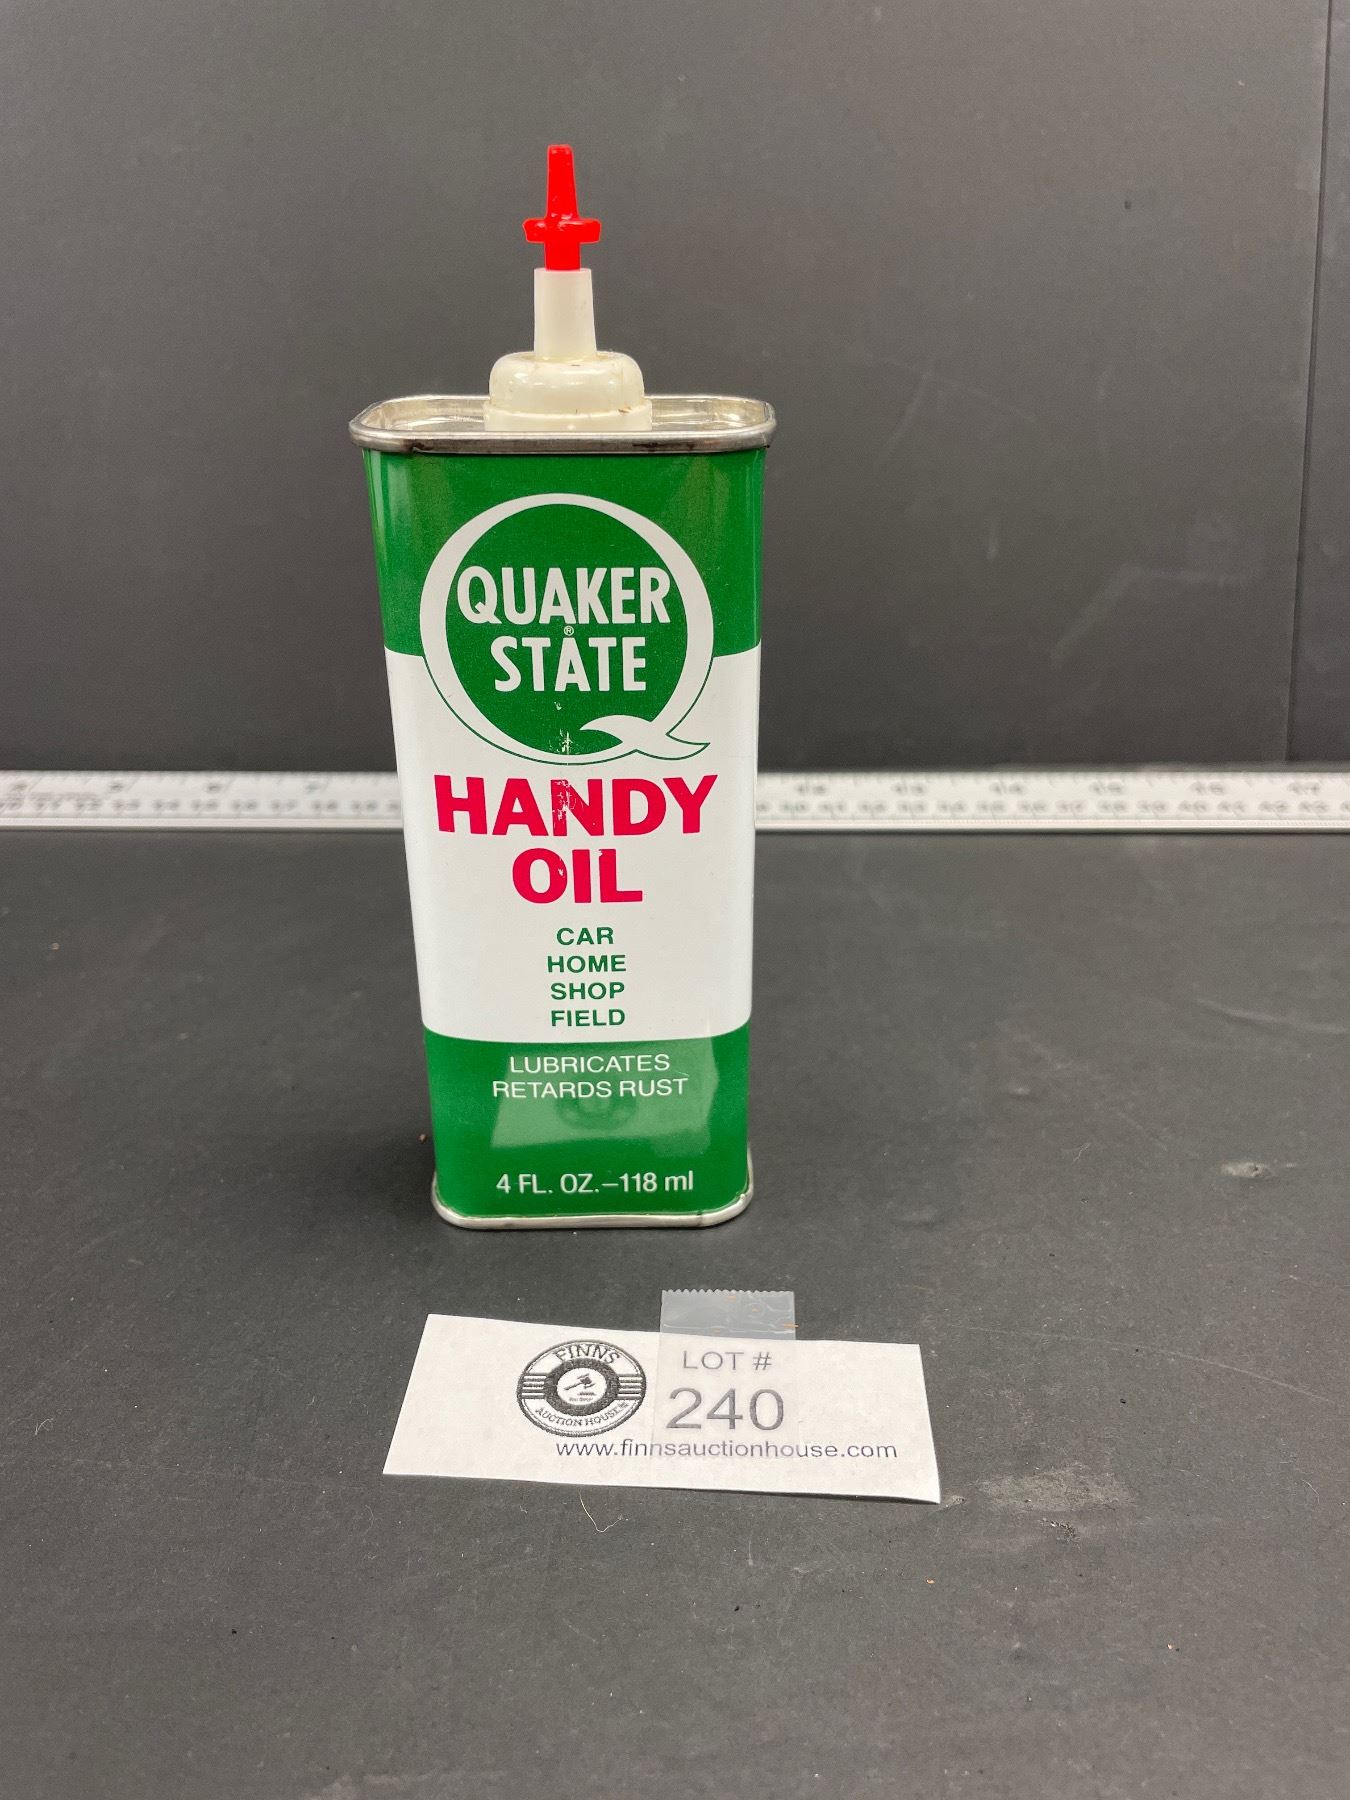 QUAKER
®
STATE
HANDY
OIL
CAR
HOME
SHOP
FIELD
LUBRICATES
RETARDS RUST
4 FL. OZ.–118 ml
FINNS
AUCTION HOUSE
LOT #
240
www.finnsauctionhouse.com